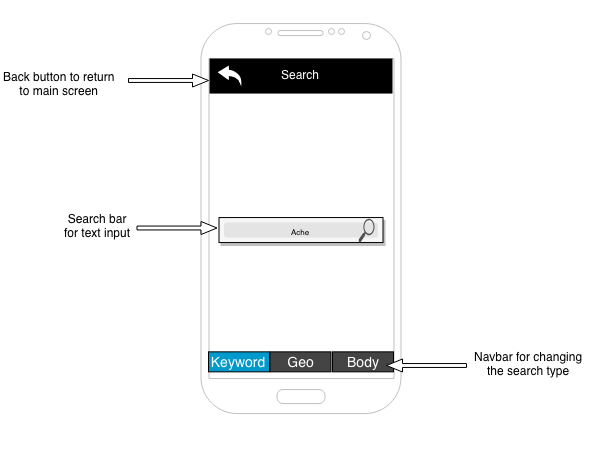 Search
Back button to return
to main screen
Search bar
for text input
Ache
Keyword Geo Body
Navbar for changing
the search type